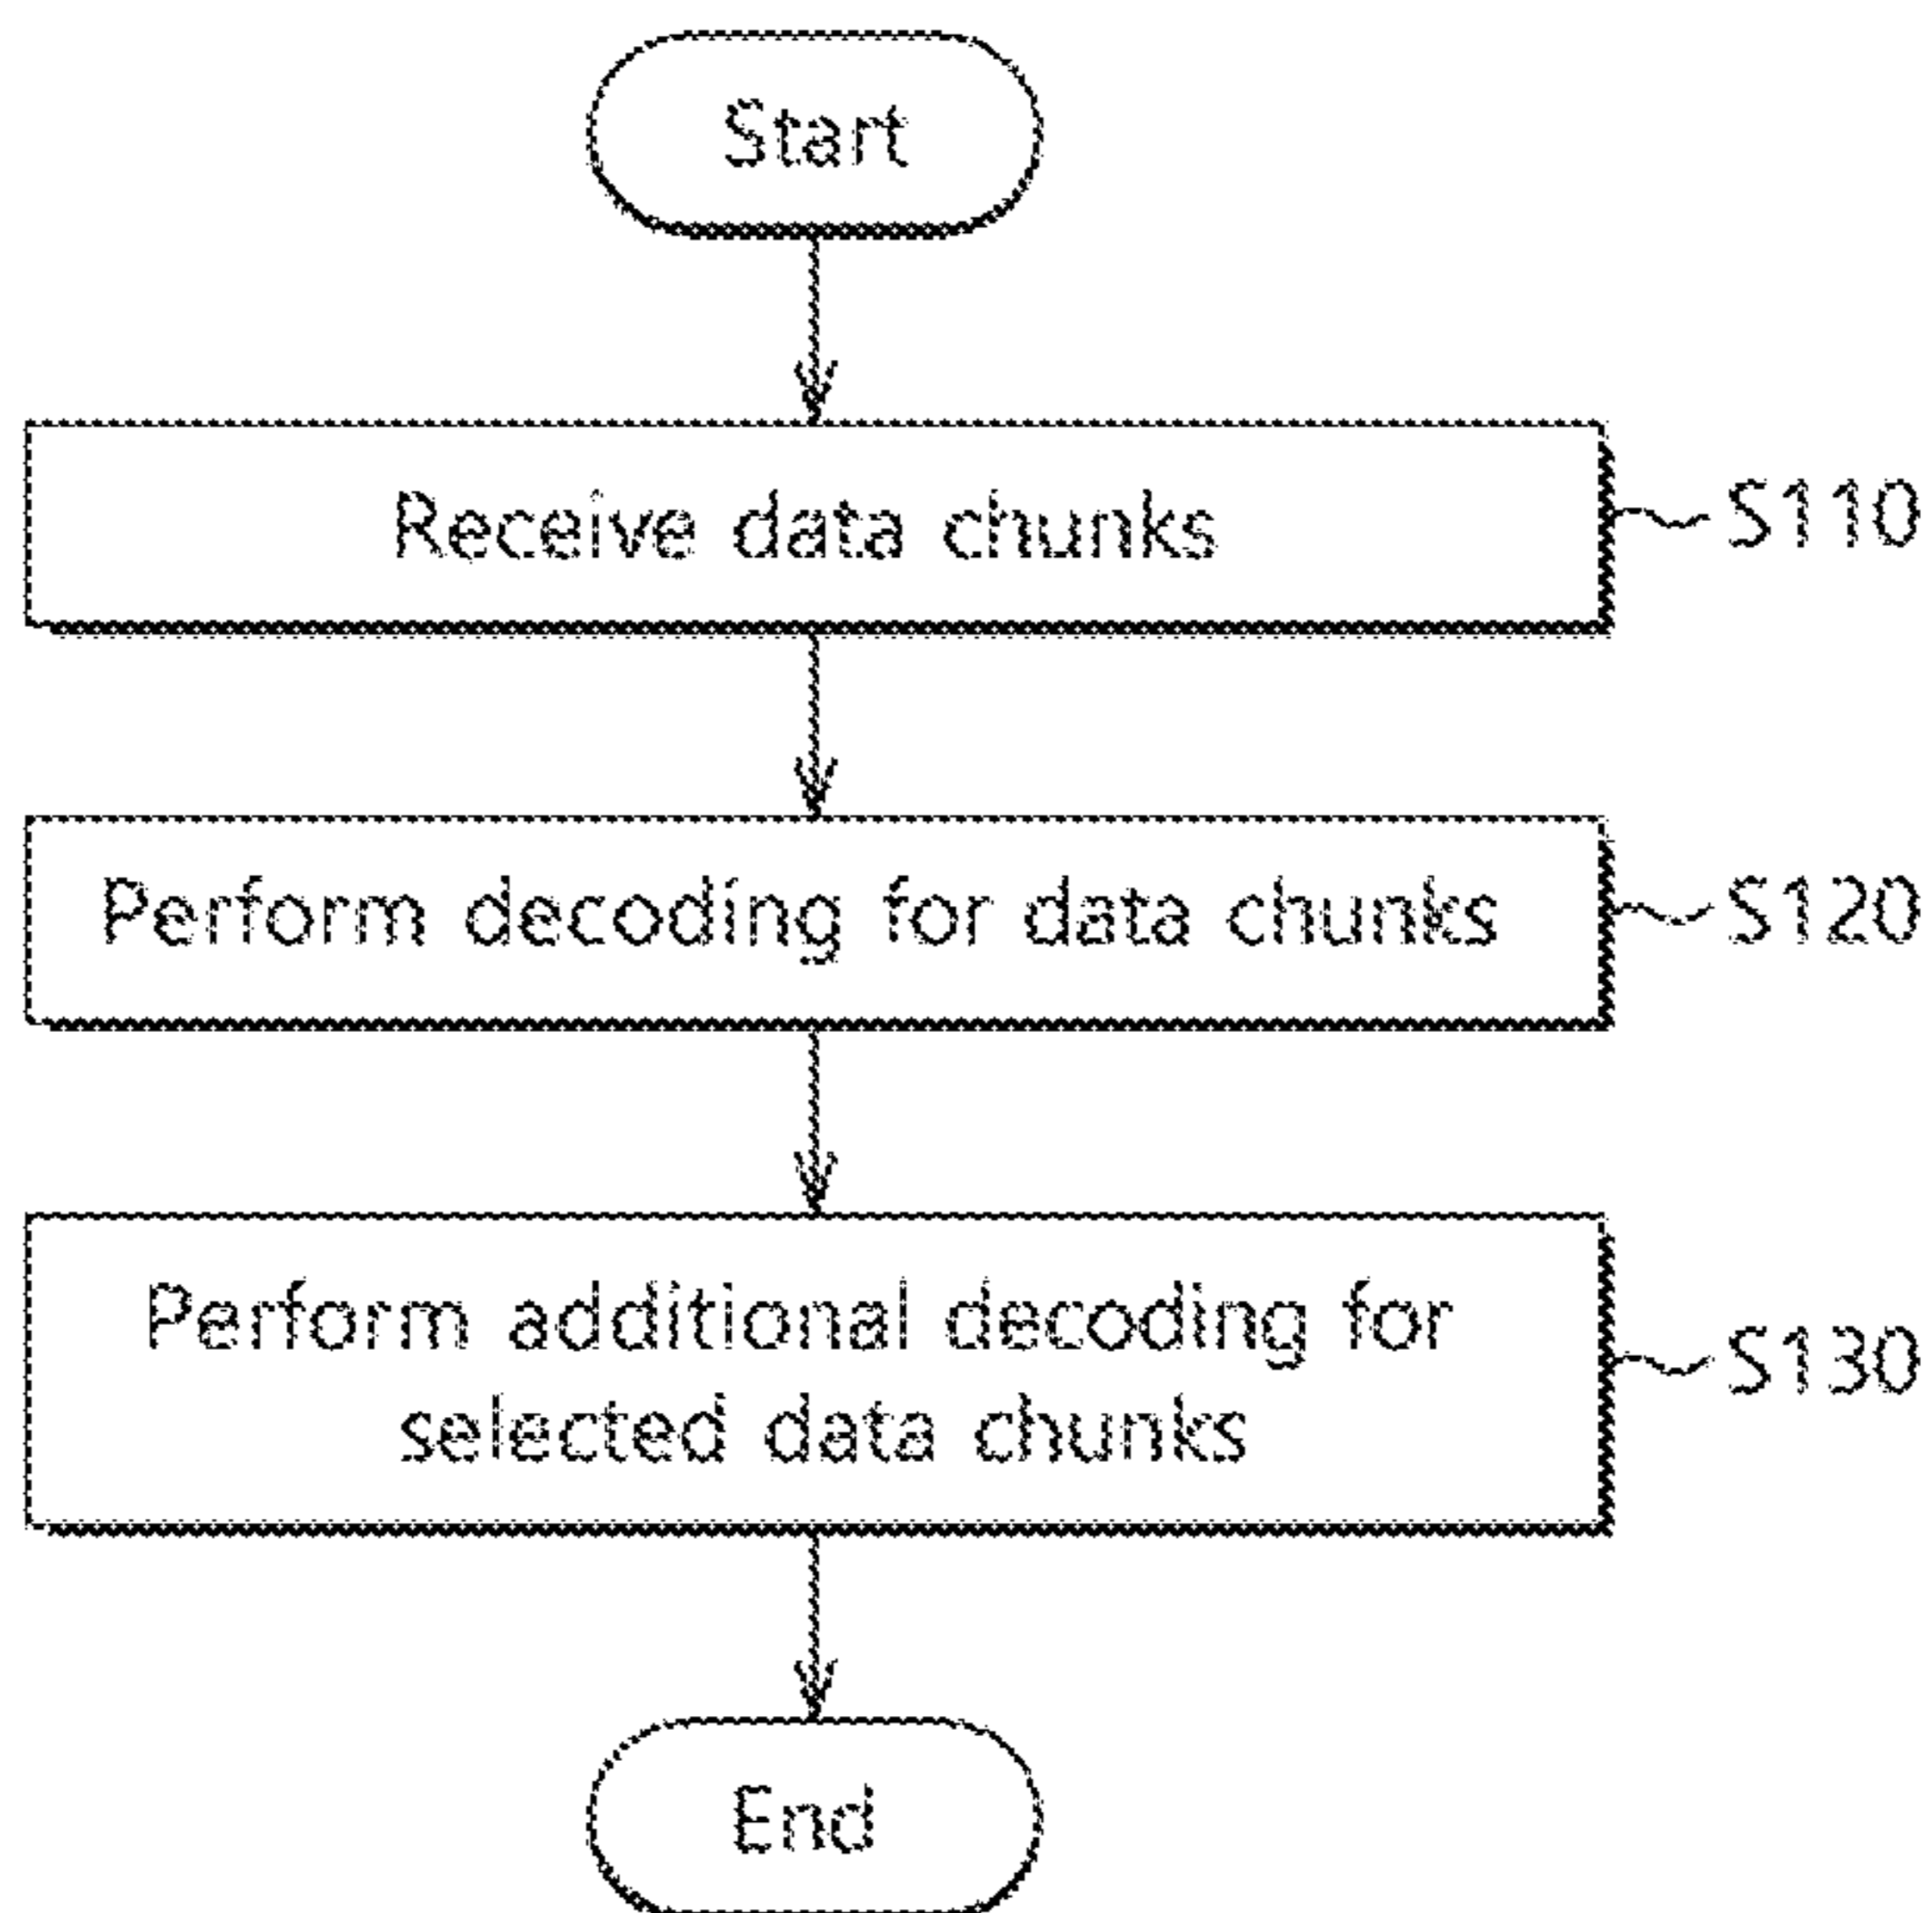 Start
Receive data chunks
S110
Perform decoding for data chunks
S120
Perform additional decoding for
selected data chunks
S130
End